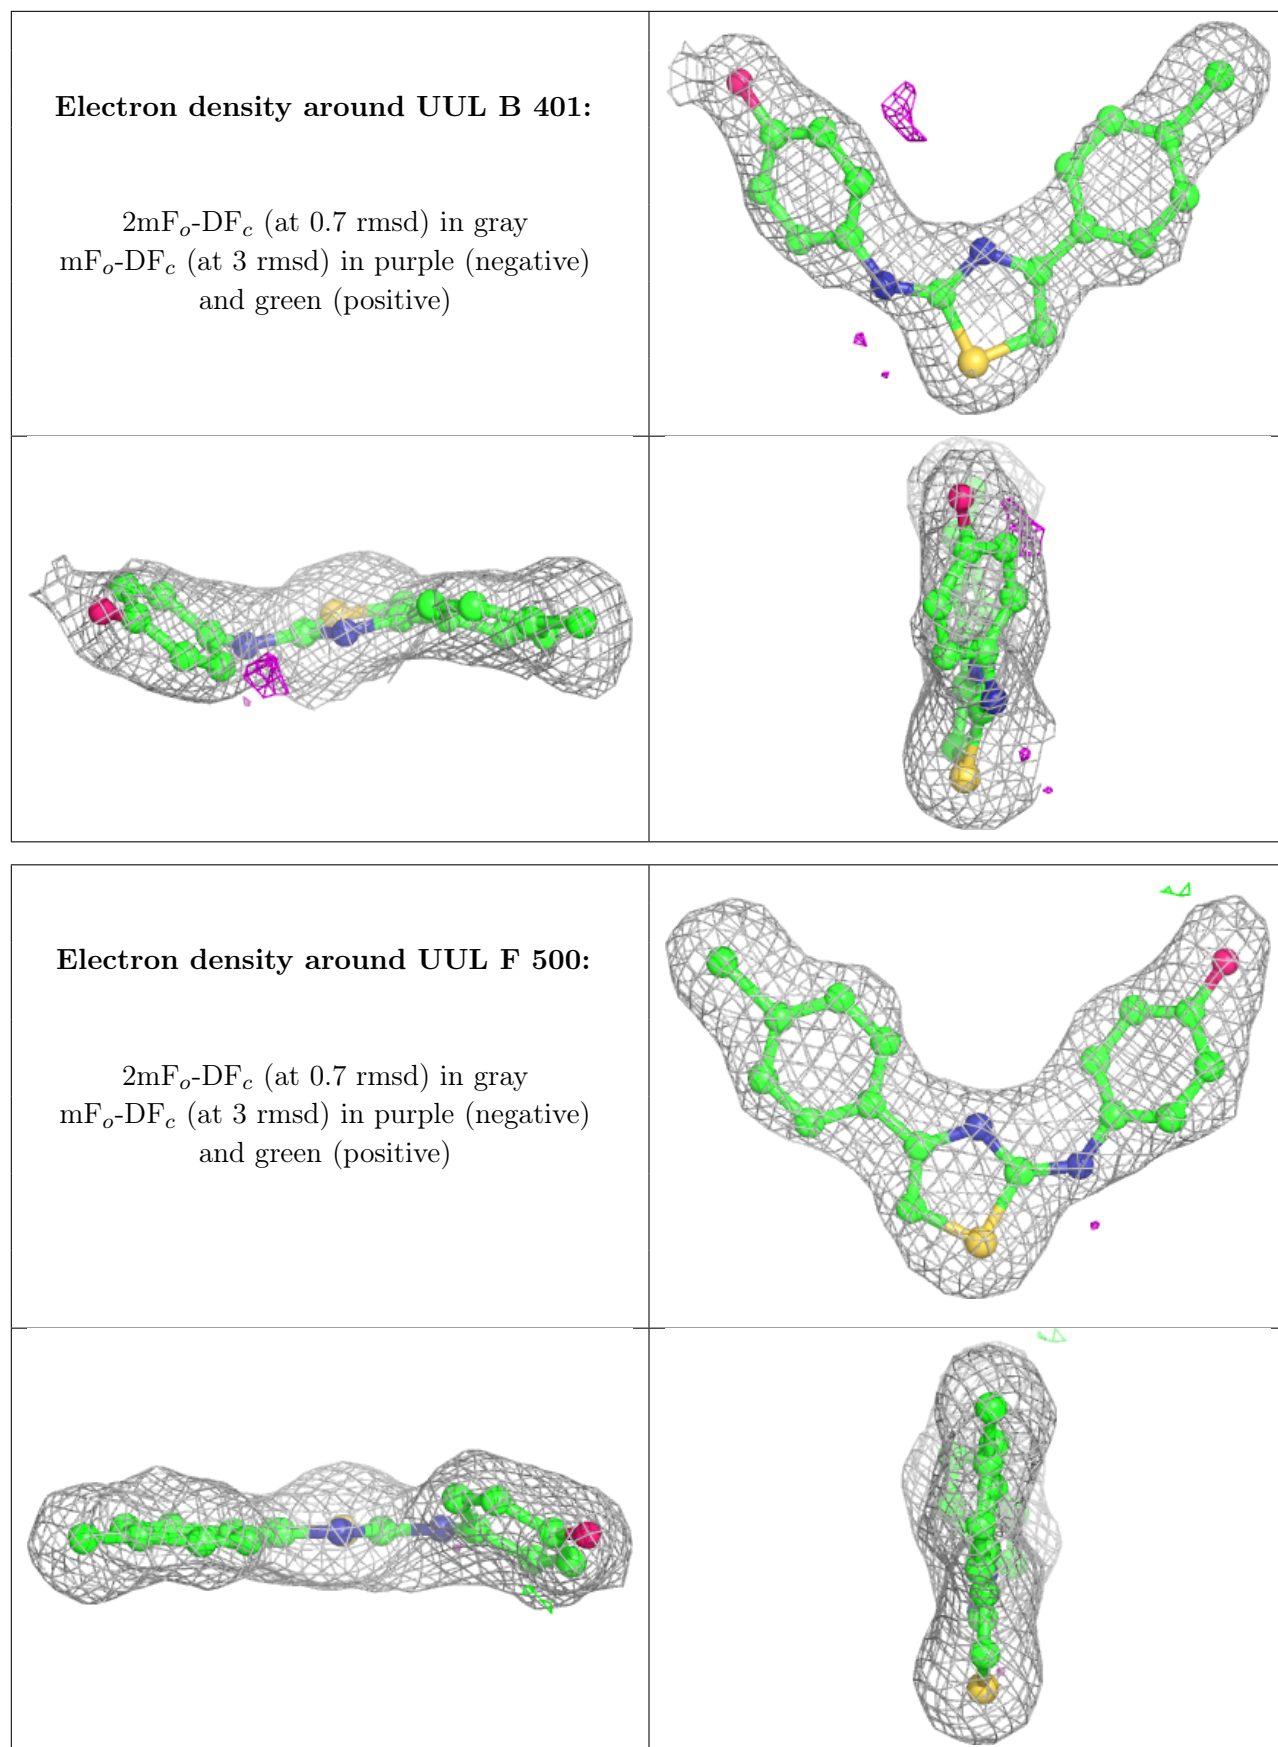 Electron density around UUL B 401:
2mFₒ-DF𝒸 (at 0.7 rmsd) in gray
mFₒ-DF𝒸 (at 3 rmsd) in purple (negative)
and green (positive)
Electron density around UUL F 500:
2mFₒ-DF𝒸 (at 0.7 rmsd) in gray
mFₒ-DF𝒸 (at 3 rmsd) in purple (negative)
and green (positive)